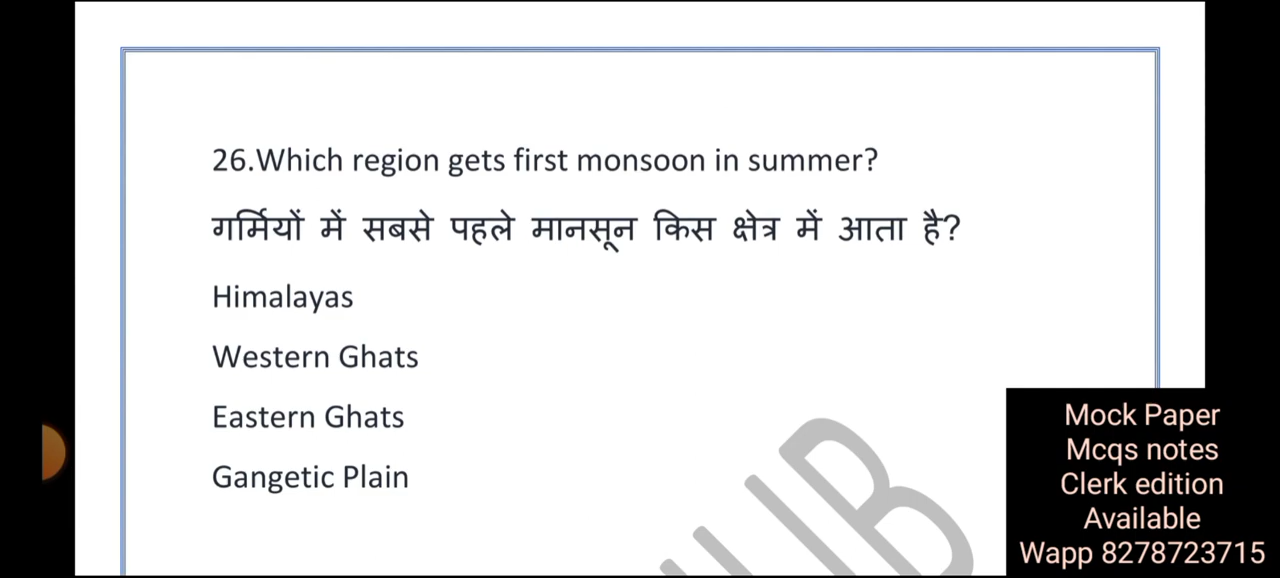 26.Which region gets first monsoon in summer?
गर्मियों में सबसे पहले मानसून किस क्षेत्र में आता है?
Himalayas
Western Ghats
Eastern Ghats
Gangetic Plain
Mock Paper
Mcqs notes
Clerk edition
Available
Wapp 8278723715